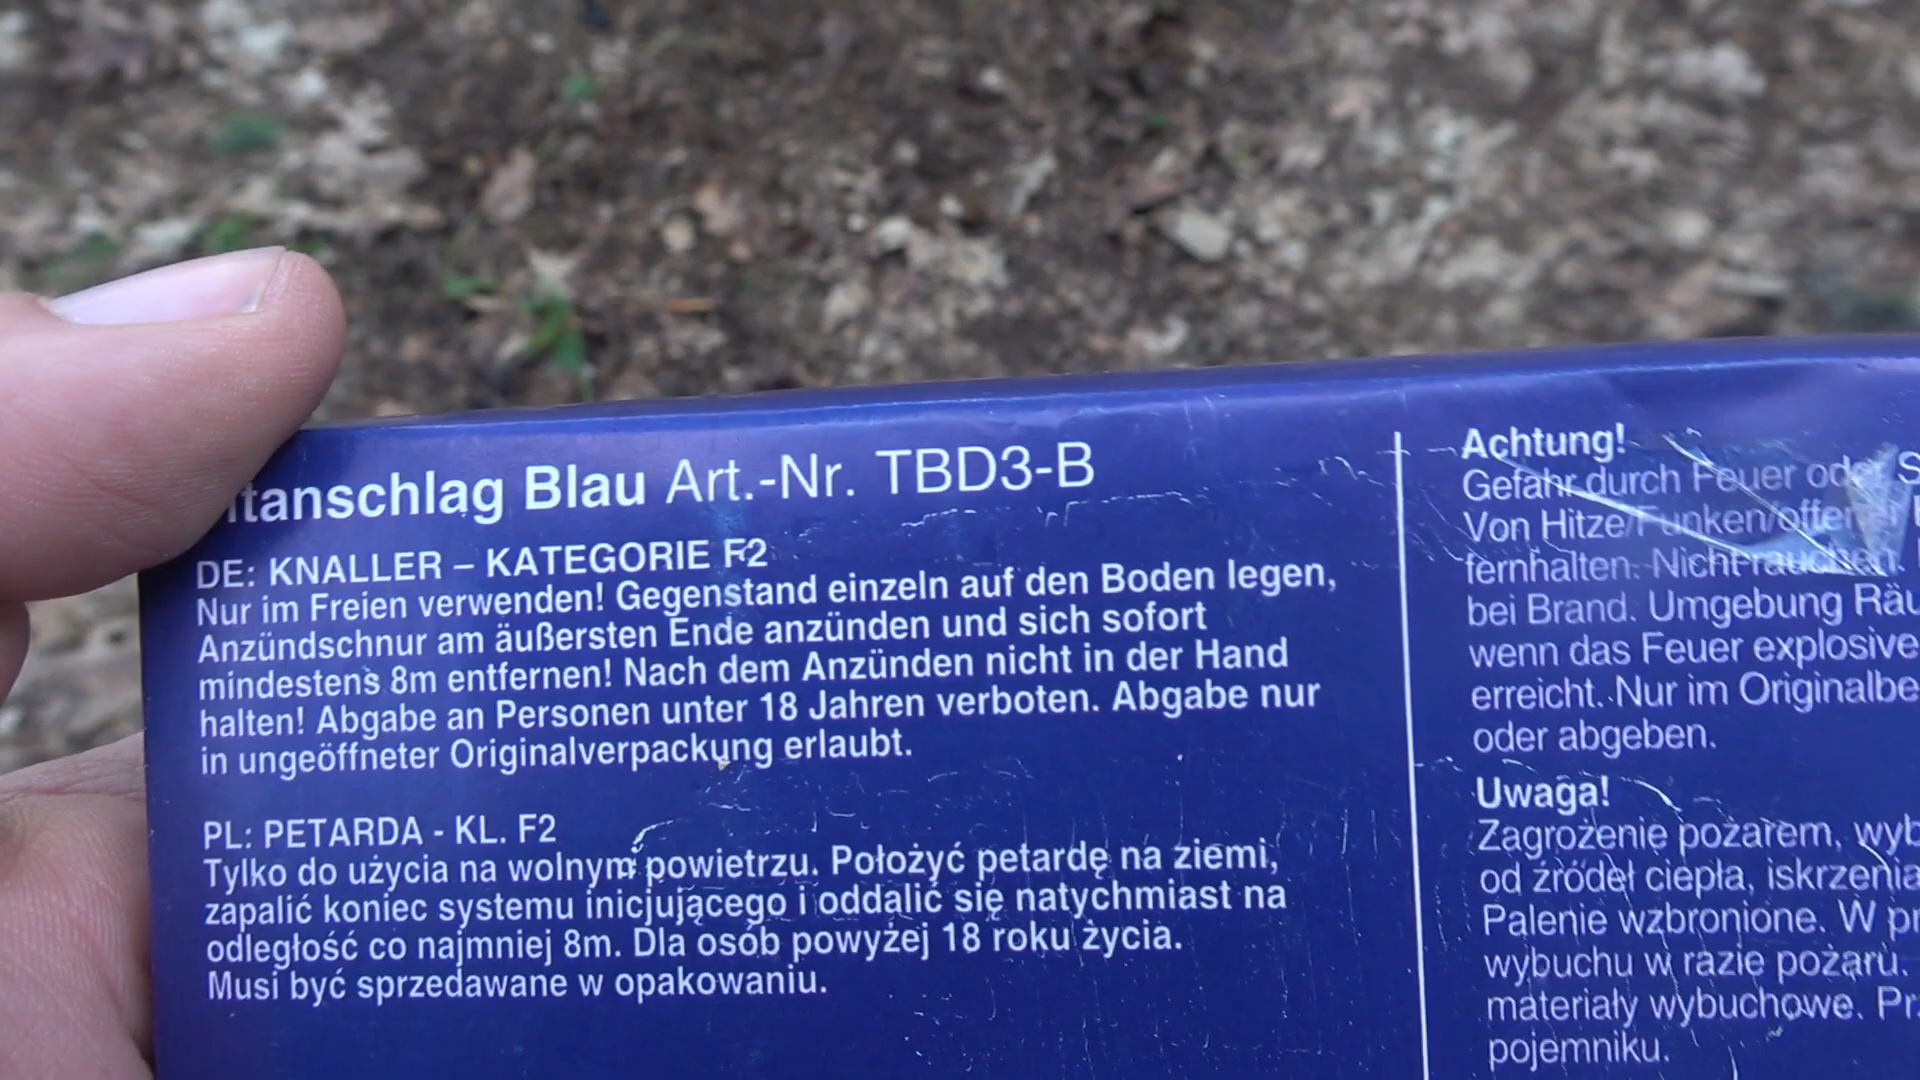 Blau Art.-Nr. TBD3-B
DE: KNALLER – KATEGORIE F2
Nur im Freien verwenden! Gegenstand einzeln auf den Boden legen,
Anzündschnur am äußersten Ende anzünden und sich sofort
mindestens 8m entfernen! Nach dem Anzünden nicht in der Hand
halten! Abgabe an Personen unter 18 Jahren verboten. Abgabe nur
in ungeöffneter Originalverpackung erlaubt.
PL: PETARDA - KL. F2
Tylko do użycia na wolnym powietrzu. Położyć petardę na ziemi,
zapalić koniec systemu inicjującego i oddalić się natychmiast na
odległość co najmniej 8m. Dla osób powyżej 18 roku życia.
Musi być sprzedawane w opakowaniu.
Achtung!
Gefahr durch Feuer oder
Von Hitze/Funken/offener
fernhalten. Nicht rauchen.
bei Brand. Umgebung
wenn das Feuer
erreicht. Nur im
oder abgeben.
Uwaga!
Zagrożenie pożarem,
od źródeł ciepła,
Palenie wzbronione. W
wybuchu w razie pożaru.
materiały wybuchowe.
pojemniku.